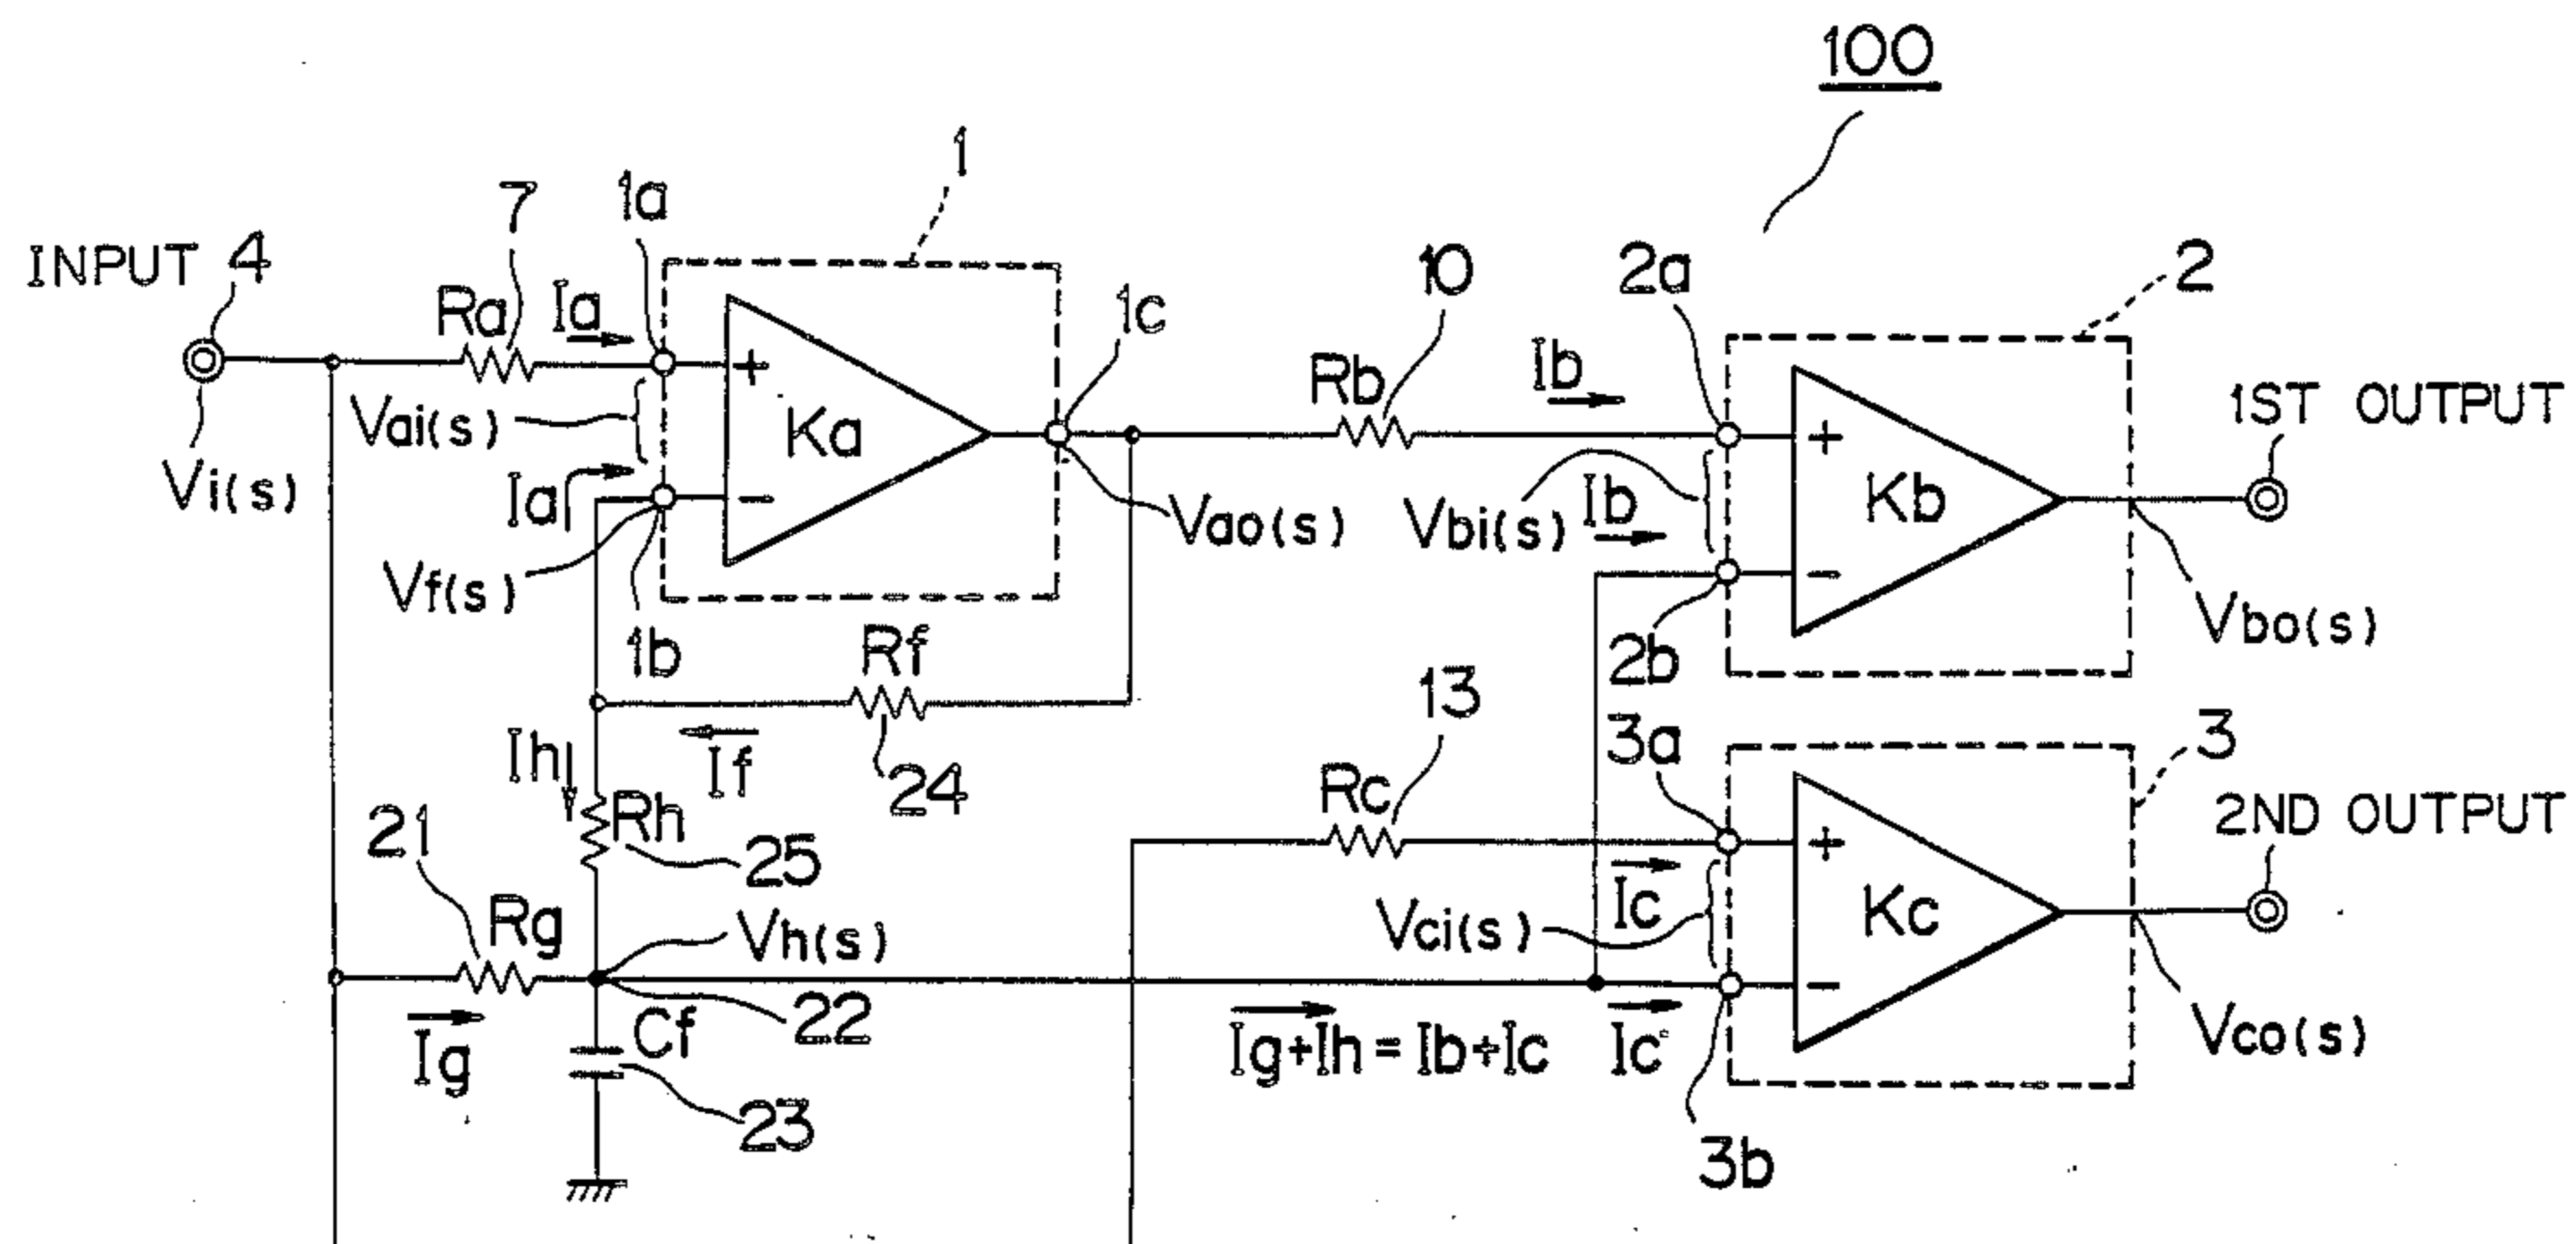 100
1
7
1a
INPUT 4
Ra
Ia
1c
10
2a
2
Vai(s)
+
Ka
Rb
Ib
1ST OUTPUT
Vi(s)
Ia
−
Vao(s)
Vbi(s)
Ib
+
Kb
−
Vf(s)
1b
2b
Vbo(s)
Rf
13
3a
3
Ih
If
24
Rc
2ND OUTPUT
21
Rh
25
+
Ic
Kc
Rg
Vh(s)
Vci(s)
−
Ig
Cf
22
Ig+Ih=Ib+Ic
Ic
Vco(s)
23
3b